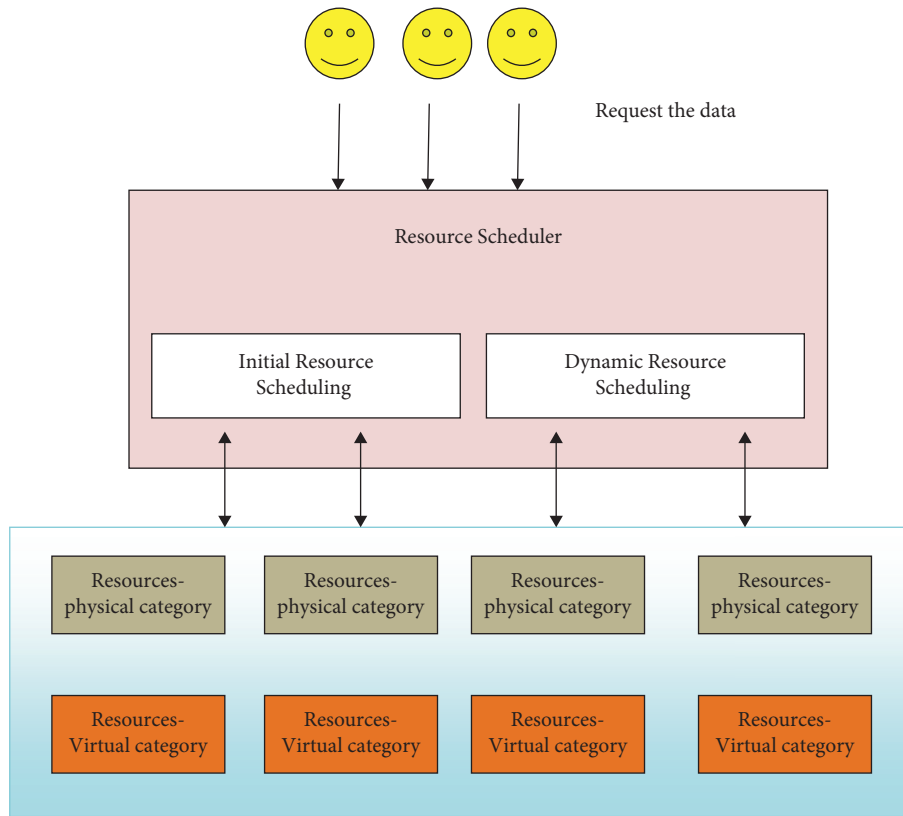 Request the data
Resource Scheduler
Initial Resource
Scheduling
Dynamic Resource
Scheduling
Resources-
physical category
Resources-
physical category
Resources-
physical category
Resources-
physical category
Resources-
Virtual category
Resources-
Virtual category
Resources-
Virtual category
Resources-
Virtual category